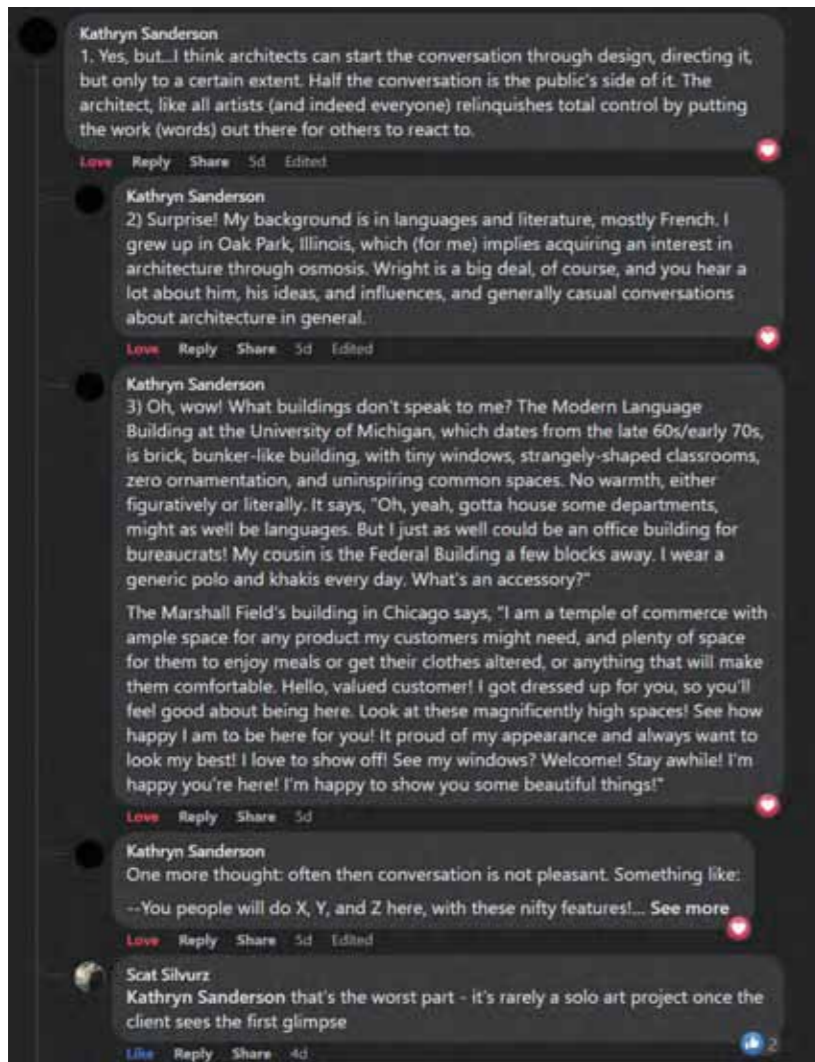 Kathryn Sanderson
1. Yes, but...I think architects can start the conversation through design, directing it,
but only to a certain extent. Half the conversation is the public's side of it. The
architect, like all artists (and indeed everyone) relinquishes total control by putting
the work (words) out there for others to react to.
Love Reply Share 5d Edited
Kathryn Sanderson
2) Surprise! My background is in languages and literature, mostly French. I
grew up in Oak Park, Illinois, which (for me) implies acquiring an interest in
architecture through osmosis. Wright is a big deal, of course, and you hear a
lot about him, his ideas, and influences, and generally casual conversations
about architecture in general.
Love Reply Share 5d Edited
Kathryn Sanderson
3) Oh, wow! What buildings don't speak to me? The Modern Language
Building at the University of Michigan, which dates from the late 60s/early 70s,
is brick, bunker-like building, with tiny windows, strangely-shaped classrooms,
zero ornamentation, and uninspiring common spaces. No warmth, either
figuratively or literally. It says, "Oh, yeah, gotta house some departments,
might as well be languages. But I just as well could be an office building for
bureaucrats! My cousin is the Federal Building a few blocks away. I wear a
generic polo and khakis every day. What's an accessory?"
The Marshall Field's building in Chicago says, "I am a temple of commerce with
ample space for any product my customers might need, and plenty of space
for them to enjoy meals or get their clothes altered, or anything that will make
them comfortable. Hello, valued customer! I got dressed up for you, so you'll
feel good about being here. Look at these magnificently high spaces! See how
happy I am to be here for you! It proud of my appearance and always want to
look my best! I love to show off! See my windows? Welcome! Stay awhile! I'm
happy you're here! I'm happy to show you some beautiful things!"
Love Reply Share 5d
Kathryn Sanderson
One more thought: often then conversation is not pleasant. Something like:
--You people will do X, Y, and Z here, with these nifty features!... See more
Love Reply Share 5d Edited
Scat Silvurz
Kathryn Sanderson that's the worst part - it's rarely a solo art project once the
client sees the first glimpse
2
Like Reply Share 4d